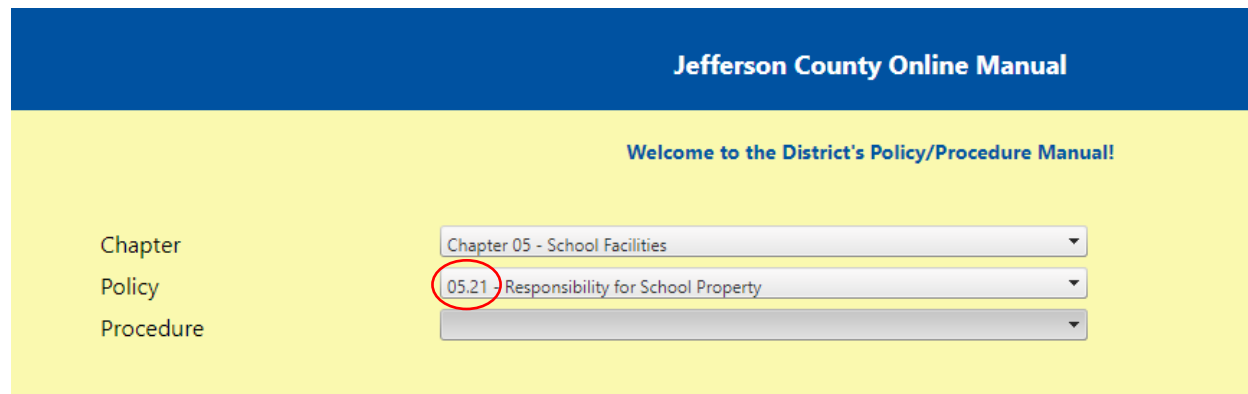 Jefferson County Online Manual
Welcome to the District's Policy/Procedure Manual!
Chapter Chapter 05 - School Facilities
Policy 05.21 - Responsibility for School Property
Procedure